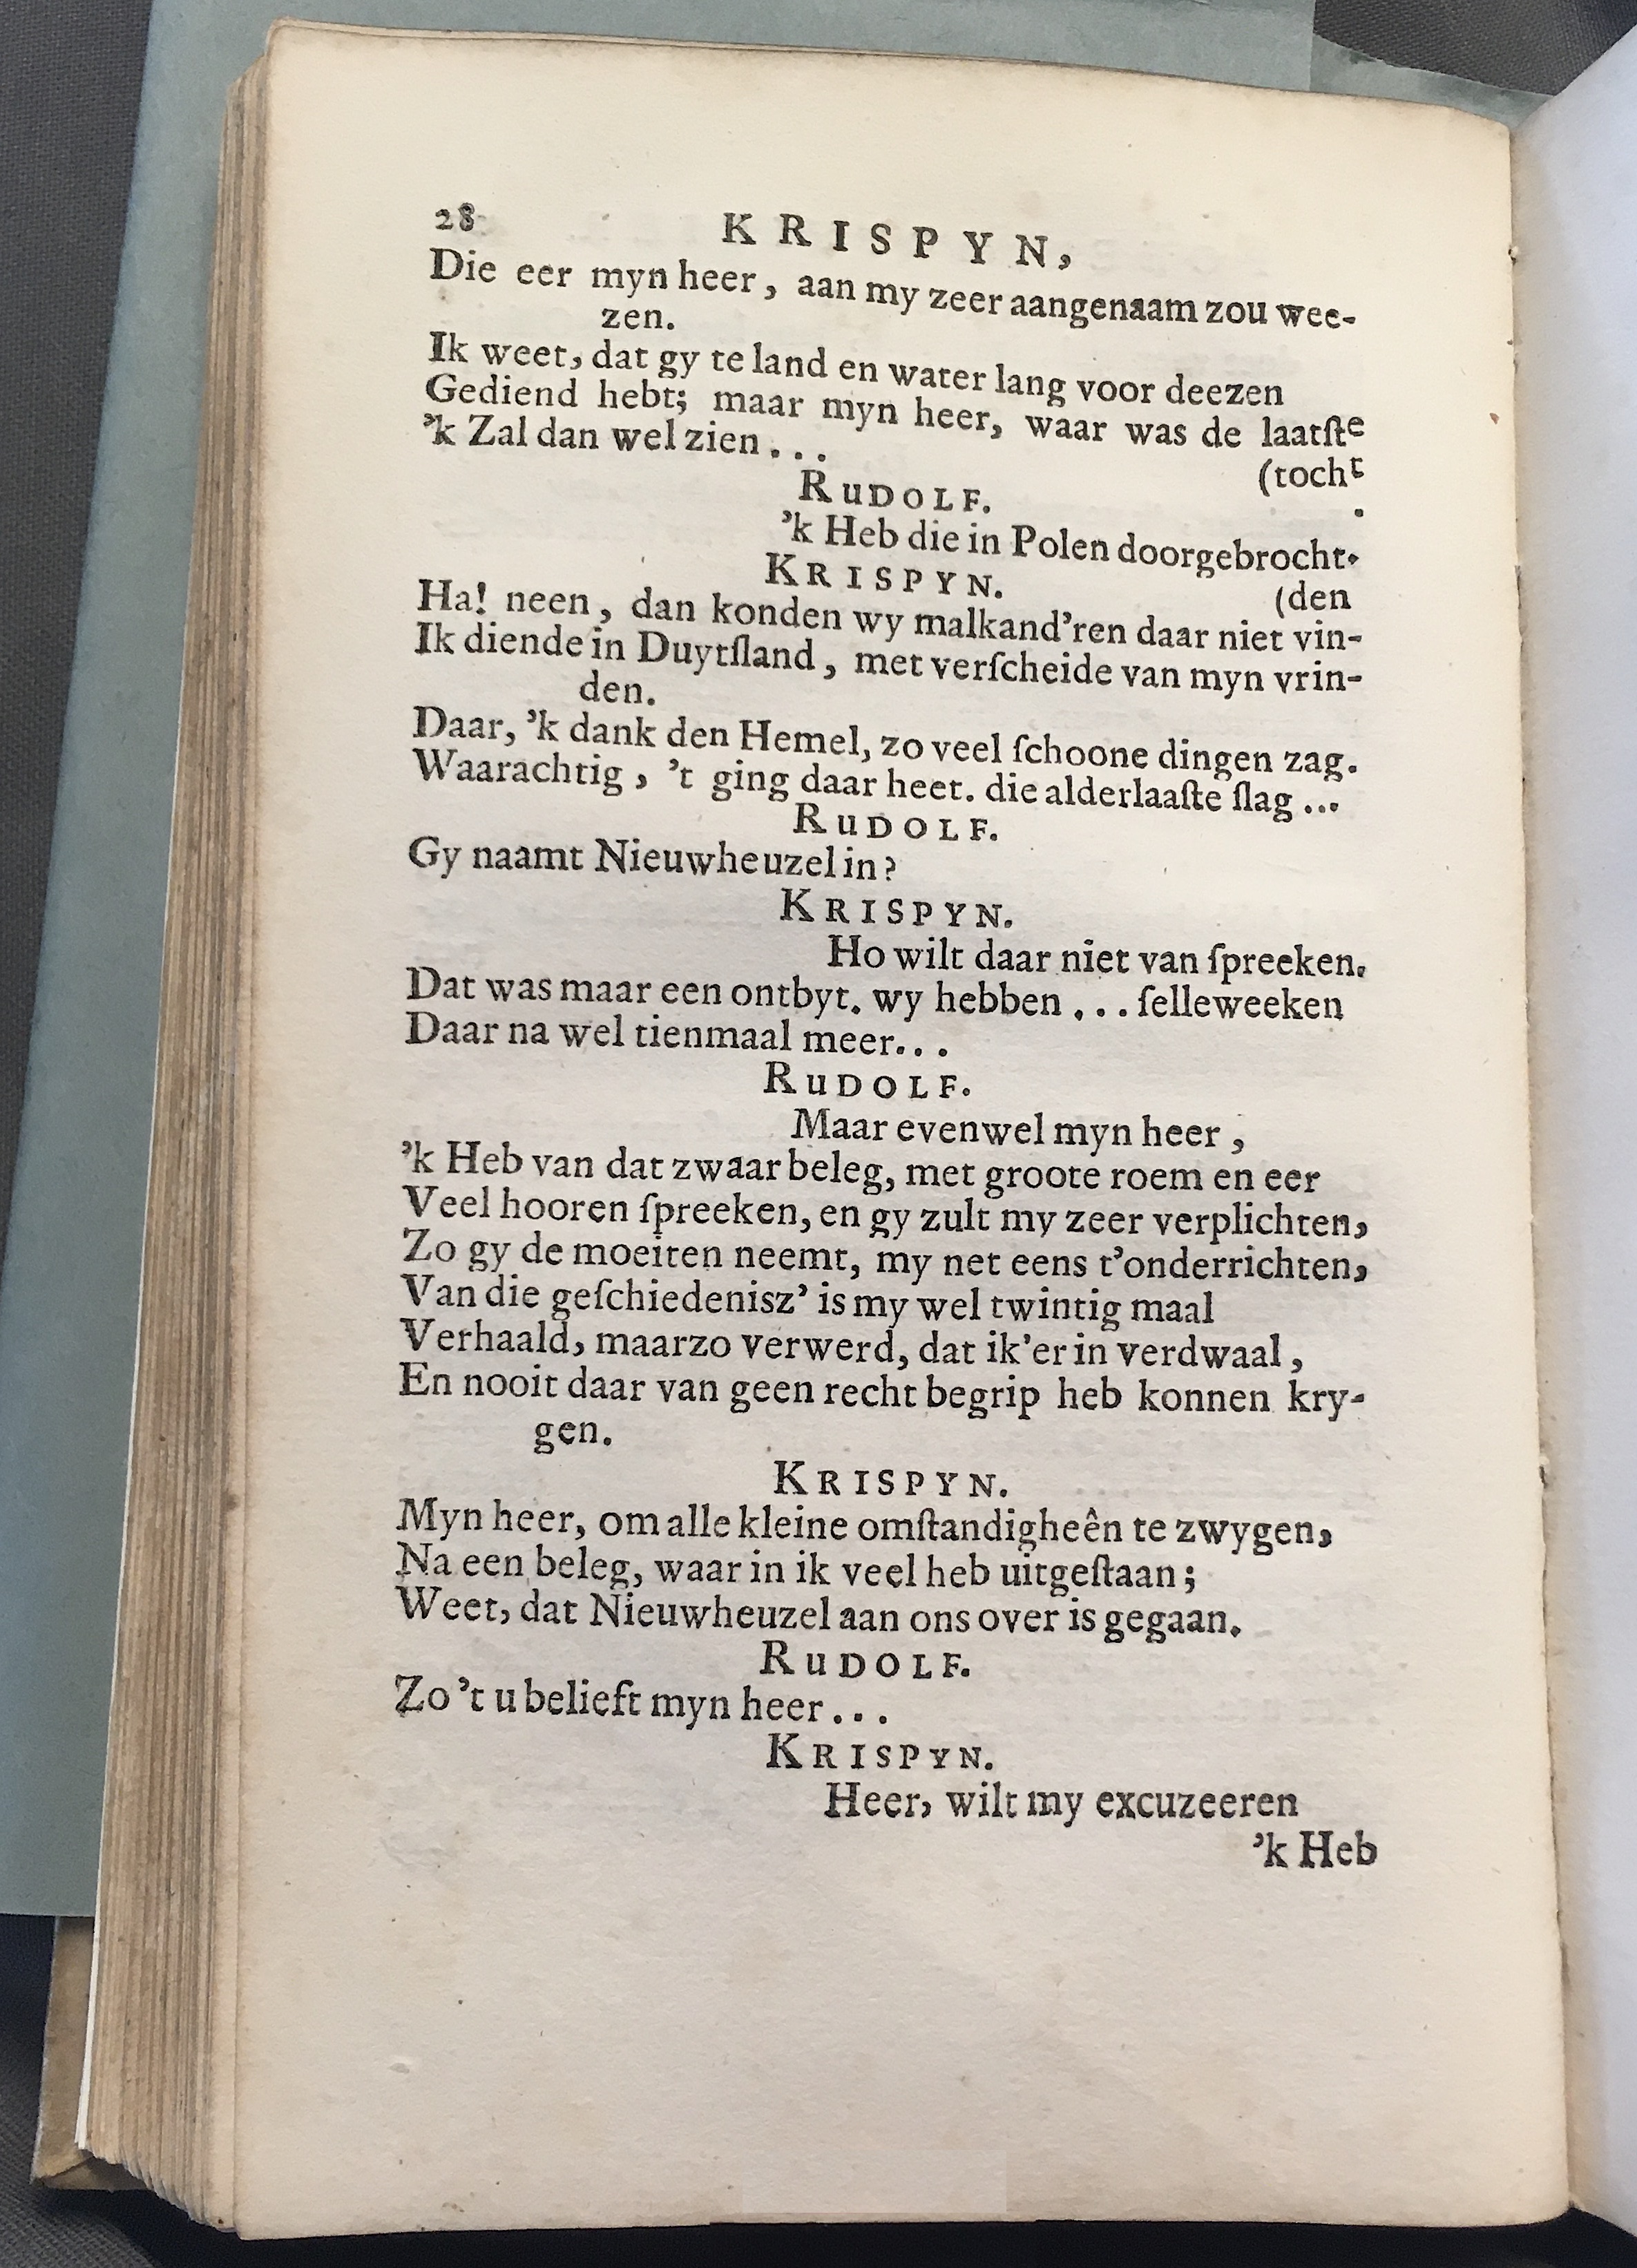 28 KRISPYN,
Die eer myn heer, aan my zeer aangenaam zou wee-
zen.
Ik weet, dat gy te land en water lang voor deezen
Gediend hebt; maar myn heer, waar was de laatſte
(tocht
'k Zal dan wel zien...
RUDOLF.
'k Heb die in Polen doorgebrocht.
KRISPYN.
(den
Ha! neen, dan konden wy malkand'ren daar niet vin-
Ik diende in Duytſland, met verſcheide van myn vrin-
den.
Daar, 'k dank den Hemel, zo veel ſchoone dingen zag.
Waarachtig, 't ging daar heet. die alderlaaſte ſlag...
RUDOLF.
Gy naamt Nieuwheuzel in?
KRISPYN.
Ho wilt daar niet van ſpreeken.
Dat was maar een ontbyt. wy hebben... ſelleweeken
Daar na wel tienmaal meer...
RUDOLF.
Maar evenwel myn heer,
'k Heb van dat zwaar beleg, met groote roem en eer
Veel hooren ſpreeken, en gy zult my zeer verplichten,
Zo gy de moeiten neemt, my net eens t'onderrichten,
Van die geſchiedenisz' is my wel twintig maal
Verhaald, maar zo verwerd, dat ik'er in verdwaal,
En nooit daar van geen recht begrip heb konnen kry-
gen.
KRISPYN.
Myn heer, om alle kleine omſtandigheên te zwygen,
Na een beleg, waar in ik veel heb uitgeſtaan;
Weet, dat Nieuwheuzel aan ons over is gegaan.
RUDOLF.
Zo 't u belieft myn heer...
KRISPYN.
Heer, wilt my excuzeeren
'k Heb